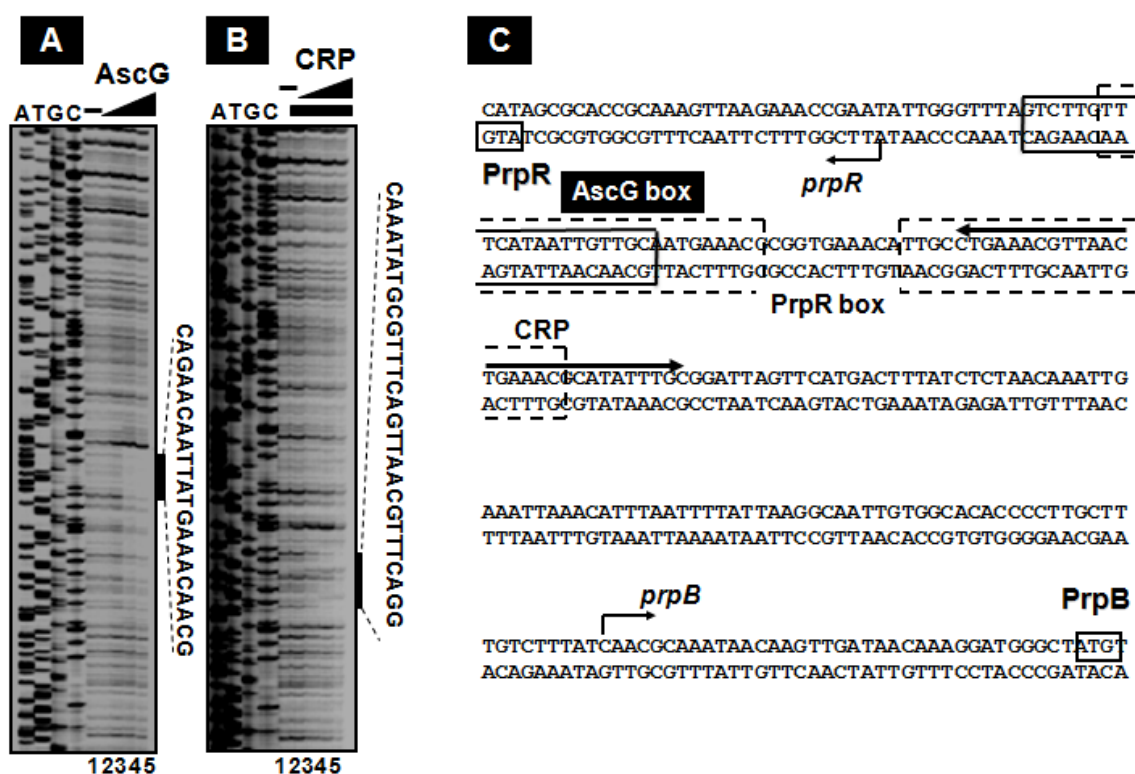 A
AscG
ATGC
CAGAACAATTATGAAACAACG
12345
B
CRP
ATGC
CAAATATGCGTTTCAGTTAACGTTTCAGG
12345
C
CATAGCGCACCGCAAAGTTAAGAAACCGAATATTGGGTTTAGTCTTGTT
GTATCGCGTGGCGTTTCAATTCTTTGGCTTATAACCCAAATCAGAACAA
PrpR
prpR
AscG box
TCATAATTGTTGCAATGAAACGCGGTGAAACATTGCCTGAAACGTTAAC
AGTATTAACAACGTTACTTTGCGCCACTTTGTAACGGACTTTGCAATTG
PrpR box
CRP
TGAAACGCATATTTGCGGATTAGTTCATGACTTTATCTCTAACAAATTG
ACTTTGCGTATAAACGCCTAATCAAGTACTGAAATAGAGATTGTTTAAC
AAATTAAACATTTAATTTTATTAAGGCAATTGTGGCACACCCCTTGCTT
TTTAATTTGTAAATTAAAATAATTCCGTTAACACCGTGTGGGGAACGAA
prpB
PrpB
TGTCTTTATCAACGCAAATAACAAGTTGATAACAAAGGATGGGCTATGT
ACAGAAATAGTTGCGTTTATTGTTCAACTATTGTTTCCTACCCGATACA